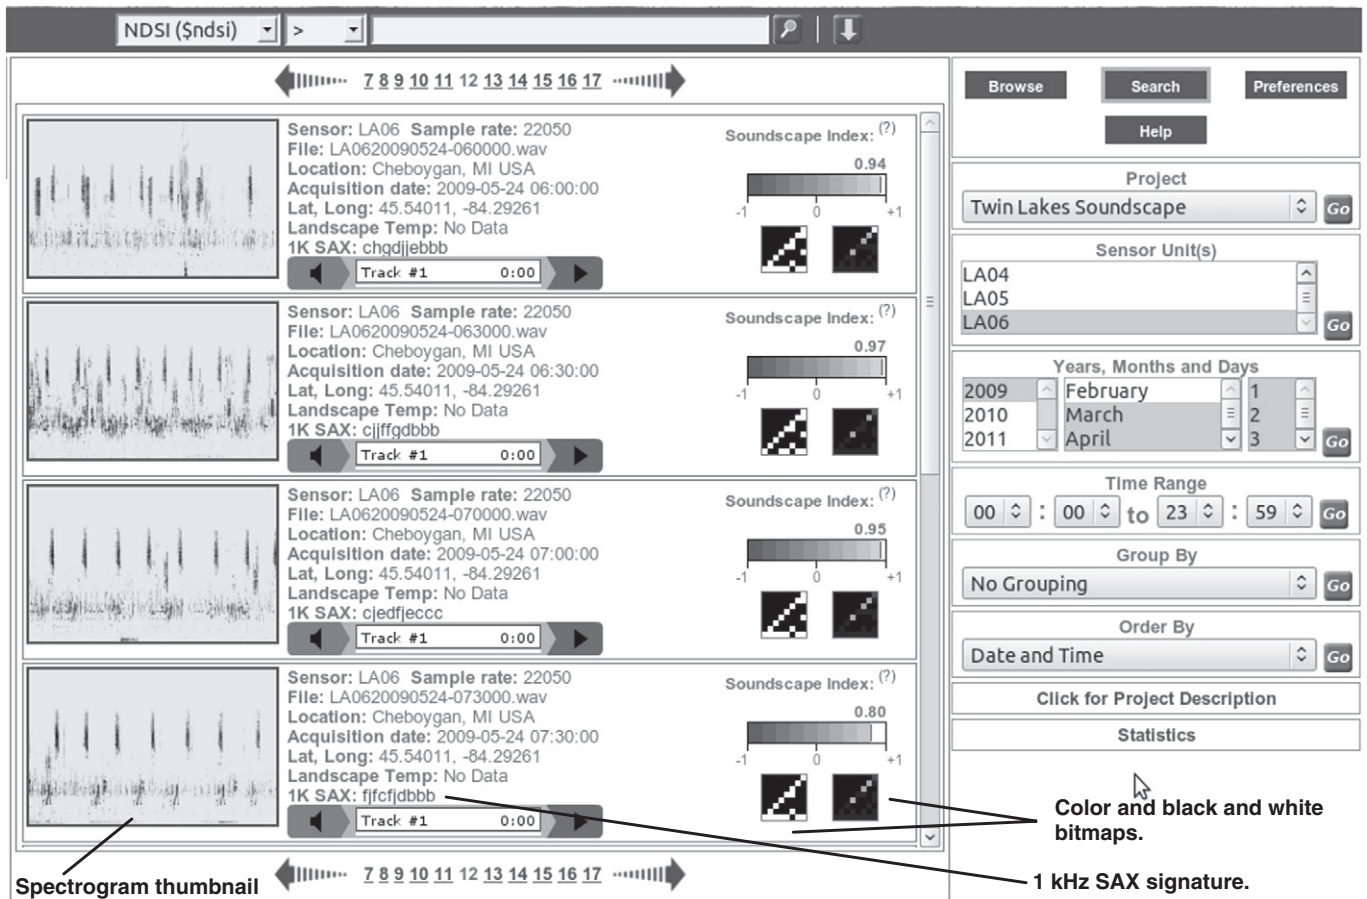 NDSI ($ndsi) >
7 8 9 10 11 12 13 14 15 16 17
Sensor: LA06 Sample rate: 22050
File: LA0620090524-060000.wav
Location: Cheboygan, MI USA
Acquisition date: 2009-05-24 06:00:00
Lat, Long: 45.54011, -84.29261
Landscape Temp: No Data
1K SAX: chgdjjebbb
Track #1 0:00
Soundscape Index: (?)
0.94
-1 0 +1
Sensor: LA06 Sample rate: 22050
File: LA0620090524-063000.wav
Location: Cheboygan, MI USA
Acquisition date: 2009-05-24 06:30:00
Lat, Long: 45.54011, -84.29261
Landscape Temp: No Data
1K SAX: cjjffgdbbb
Track #1 0:00
Soundscape Index: (?)
0.97
-1 0 +1
Sensor: LA06 Sample rate: 22050
File: LA0620090524-070000.wav
Location: Cheboygan, MI USA
Acquisition date: 2009-05-24 07:00:00
Lat, Long: 45.54011, -84.29261
Landscape Temp: No Data
1K SAX: cjedfjeccc
Track #1 0:00
Soundscape Index: (?)
0.95
-1 0 +1
Sensor: LA06 Sample rate: 22050
File: LA0620090524-073000.wav
Location: Cheboygan, MI USA
Acquisition date: 2009-05-24 07:30:00
Lat, Long: 45.54011, -84.29261
Landscape Temp: No Data
1K SAX: fjfcfjdbbb
Track #1 0:00
Soundscape Index: (?)
0.80
-1 0 +1
7 8 9 10 11 12 13 14 15 16 17
Spectrogram thumbnail
Browse Search Preferences
Help
Project
Twin Lakes Soundscape Go
Sensor Unit(s)
LA04
LA05
LA06 Go
Years, Months and Days
2009 February 1
2010 March 2
2011 April 3 Go
Time Range
00 : 00 to 23 : 59 Go
Group By
No Grouping Go
Order By
Date and Time Go
Click for Project Description
Statistics
Color and black and white
bitmaps.
1 kHz SAX signature.